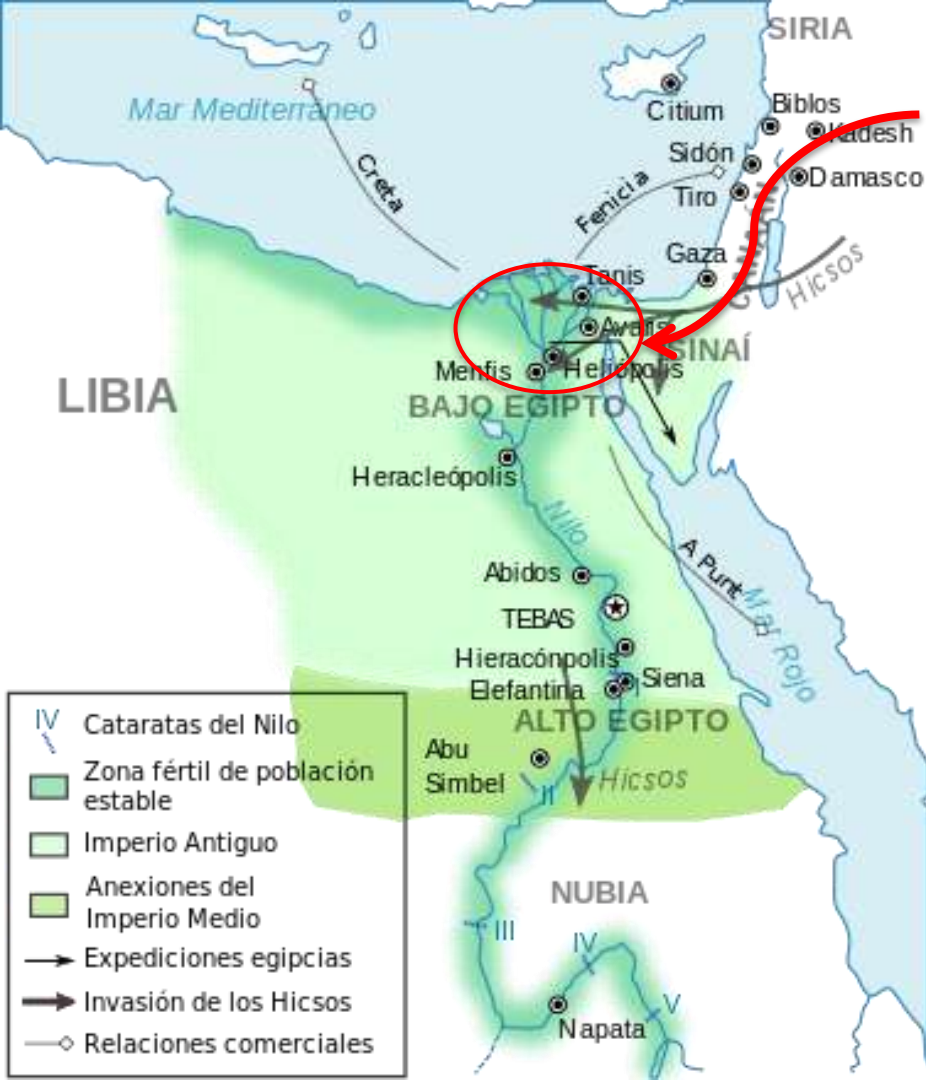 SIRIA
Mar Mediterráneo
Citium
Biblos
Kadesh
Sidón
Damasco
Tiro
Creta
Fenicia
CANAÁN
Gaza
Hicsos
Tanis
Avaris
SINAÍ
Menfis
Heliópolis
LIBIA
BAJO EGIPTO
Heracleópolis
Nilo
A Punt
Abidos
TEBAS
Mar Rojo
Hieracónpolis
Siena
Elefantina
ALTO EGIPTO
I
Abu
Simbel
Hicsos
II
NUBIA
III
IV
V
Napata
IV
Cataratas del Nilo
Zona fértil de población
estable
Imperio Antiguo
Anexiones del
Imperio Medio
Expediciones egipcias
Invasión de los Hicsos
Relaciones comerciales